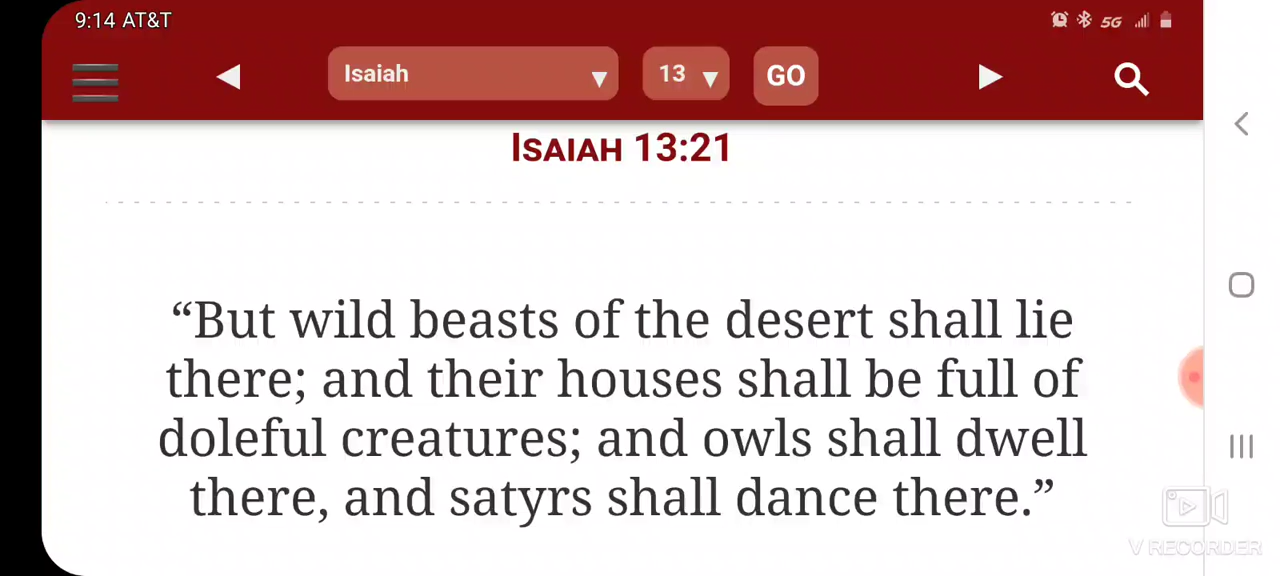 9:14 AT&T 5G
Isaiah 13 GO
ISAIAH 13:21
“But wild beasts of the desert shall lie
there; and their houses shall be full of
doleful creatures; and owls shall dwell
there, and satyrs shall dance there.”
V RECORDER